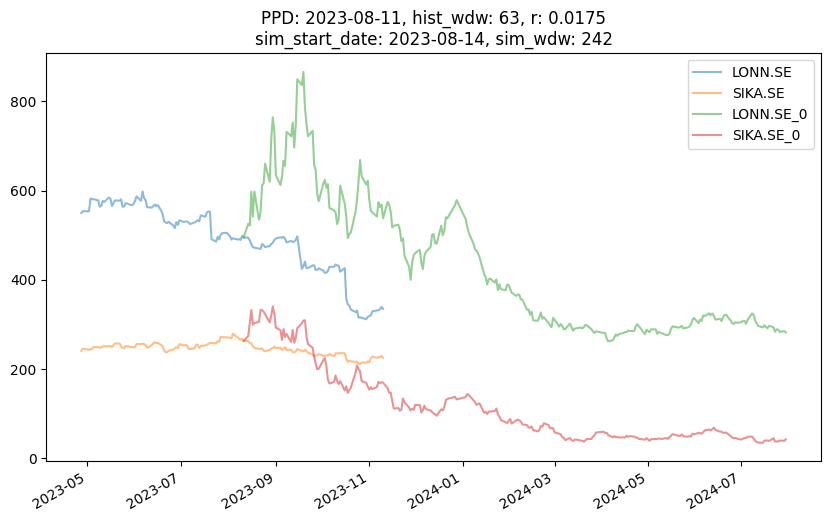 PPD: 2023-08-11, hist_wdw: 63, r: 0.0175
sim_start_date: 2023-08-14, sim_wdw: 242
LONN.SE
SIKA.SE
LONN.SE_0
SIKA.SE_0
800
600
400
200
0
2023-05
2023-07
2023-09
2023-11
2024-01
2024-03
2024-05
2024-07